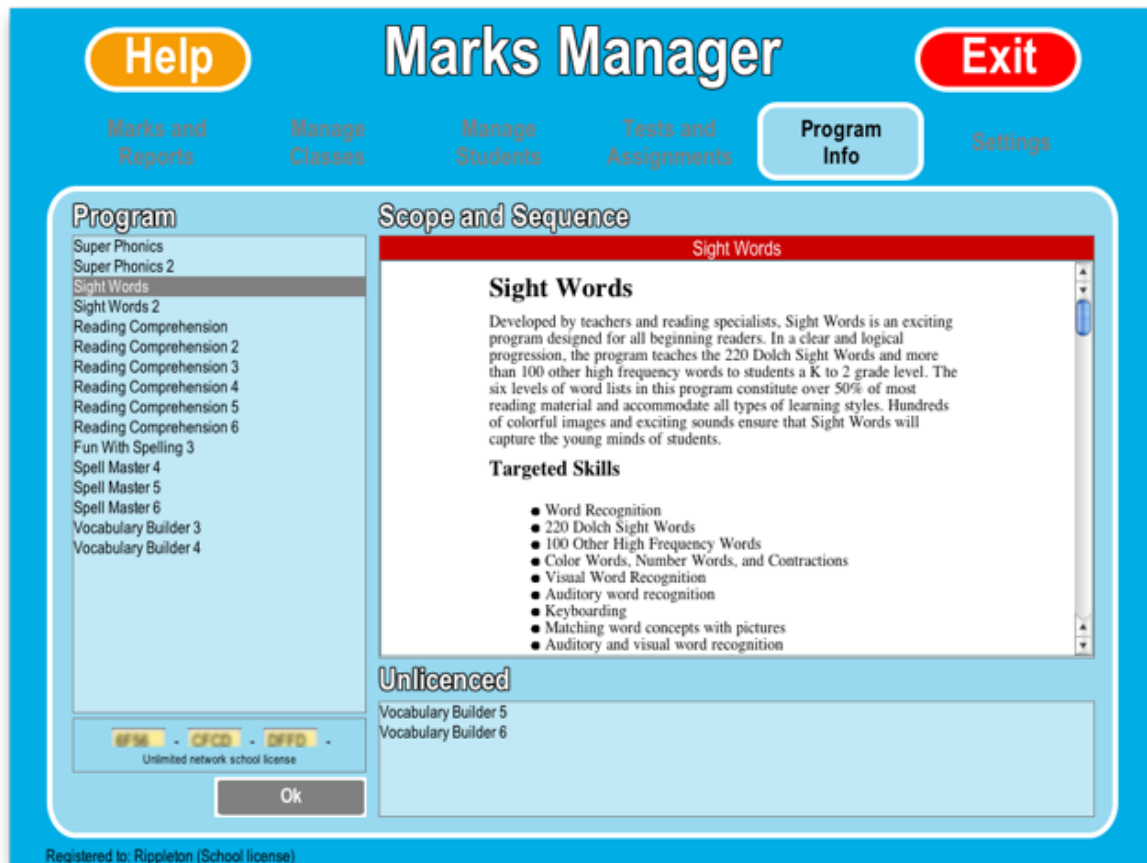 Help
Marks Manager
Exit
Marks and
Reports
Manage
Classes
Manage
Students
Tests and
Assignments
Program
Info
Settings
Program
Super Phonics
Super Phonics 2
Sight Words
Sight Words 2
Reading Comprehension
Reading Comprehension 2
Reading Comprehension 3
Reading Comprehension 4
Reading Comprehension 5
Reading Comprehension 6
Fun With Spelling 3
Spell Master 4
Spell Master 5
Spell Master 6
Vocabulary Builder 3
Vocabulary Builder 4
Unlimited network school license
Ok
Scope and Sequence
Sight Words
Sight Words
Developed by teachers and reading specialists, Sight Words is an exciting
program designed for all beginning readers. In a clear and logical
progression, the program teaches the 220 Dolch Sight Words and more
than 100 other high frequency words to students a K to 2 grade level. The
six levels of word lists in this program constitute over 50% of most
reading material and accommodate all types of learning styles. Hundreds
of colorful images and exciting sounds ensure that Sight Words will
capture the young minds of students.
Targeted Skills
● Word Recognition
● 220 Dolch Sight Words
● 100 Other High Frequency Words
● Color Words, Number Words, and Contractions
● Visual Word Recognition
● Auditory word recognition
● Keyboarding
● Matching word concepts with pictures
● Auditory and visual word recognition
Unlicenced
Vocabulary Builder 5
Vocabulary Builder 6
Registered to: Rippleton (School license)